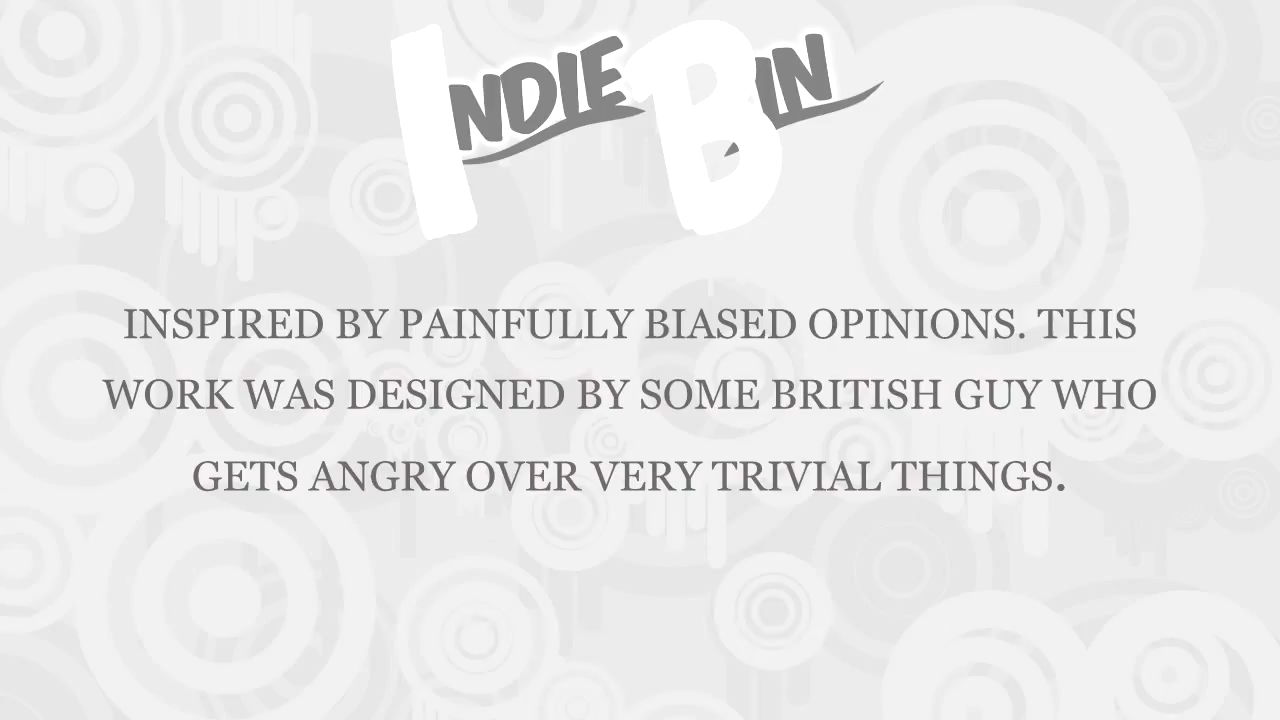 INDIE BIN
INSPIRED BY PAINFULLY BIASED OPINIONS. THIS
WORK WAS DESIGNED BY SOME BRITISH GUY WHO
GETS ANGRY OVER VERY TRIVIAL THINGS.